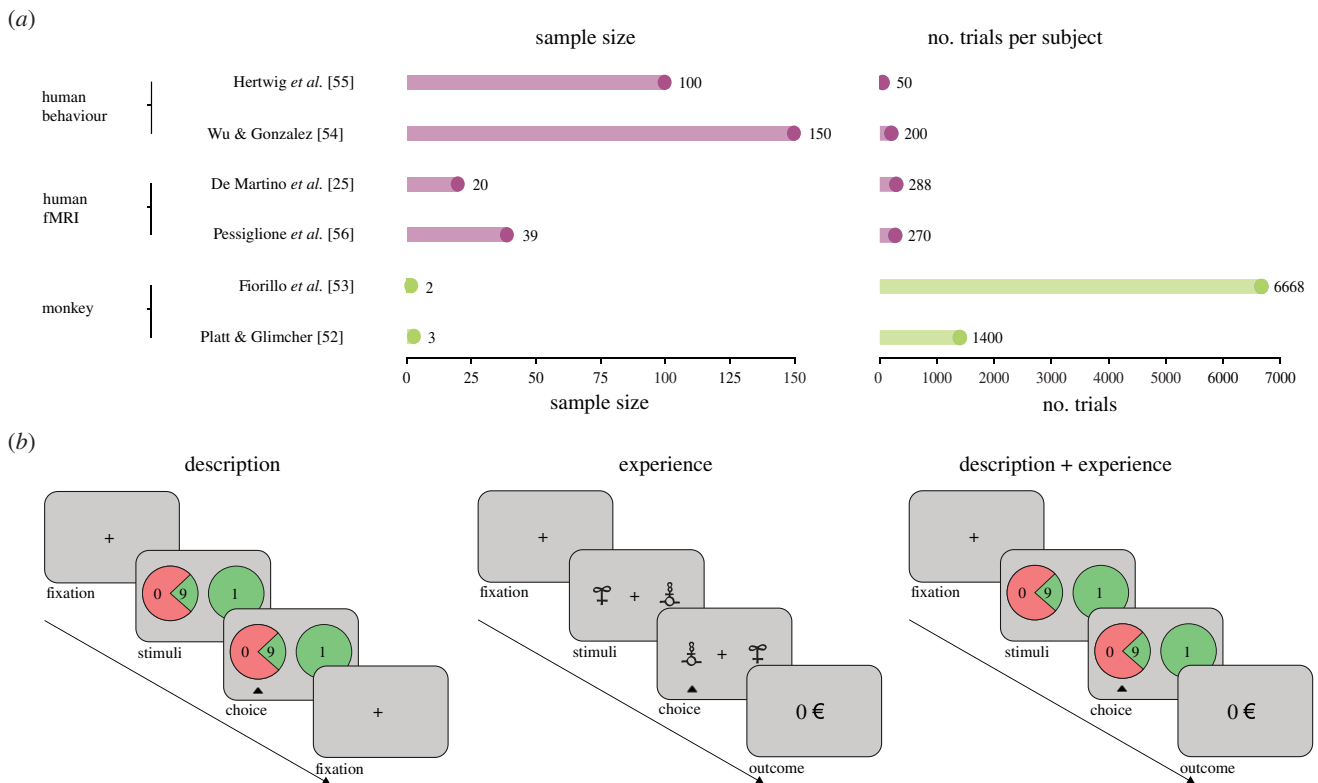 (a)
sample size
no. trials per subject
human
behaviour
Hertwig et al. [55]
100
50
Wu & Gonzalez [54]
150
200
human
fMRI
De Martino et al. [25]
20
288
Pessiglione et al. [56]
39
270
monkey
Fiorillo et al. [53]
2
6668
Platt & Glimcher [52]
3
1400
0 25 50 75 100 125 150
sample size
0 1000 2000 3000 4000 5000 6000 7000
no. trials
(b)
description
+
fixation
0 9 1
stimuli
0 9 1
choice
+
fixation
experience
+
fixation
+
stimuli
+
choice
0 €
outcome
description + experience
+
fixation
0 9 1
stimuli
0 9 1
choice
0 €
outcome